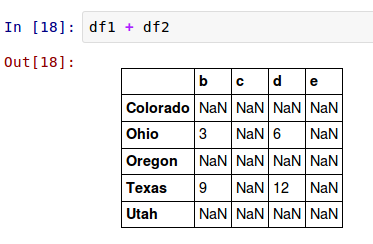 In [18]: df1 + df2
Out[18]:
b c d e
Colorado NaN NaN NaN NaN
Ohio 3 NaN 6 NaN
Oregon NaN NaN NaN NaN
Texas 9 NaN 12 NaN
Utah NaN NaN NaN NaN